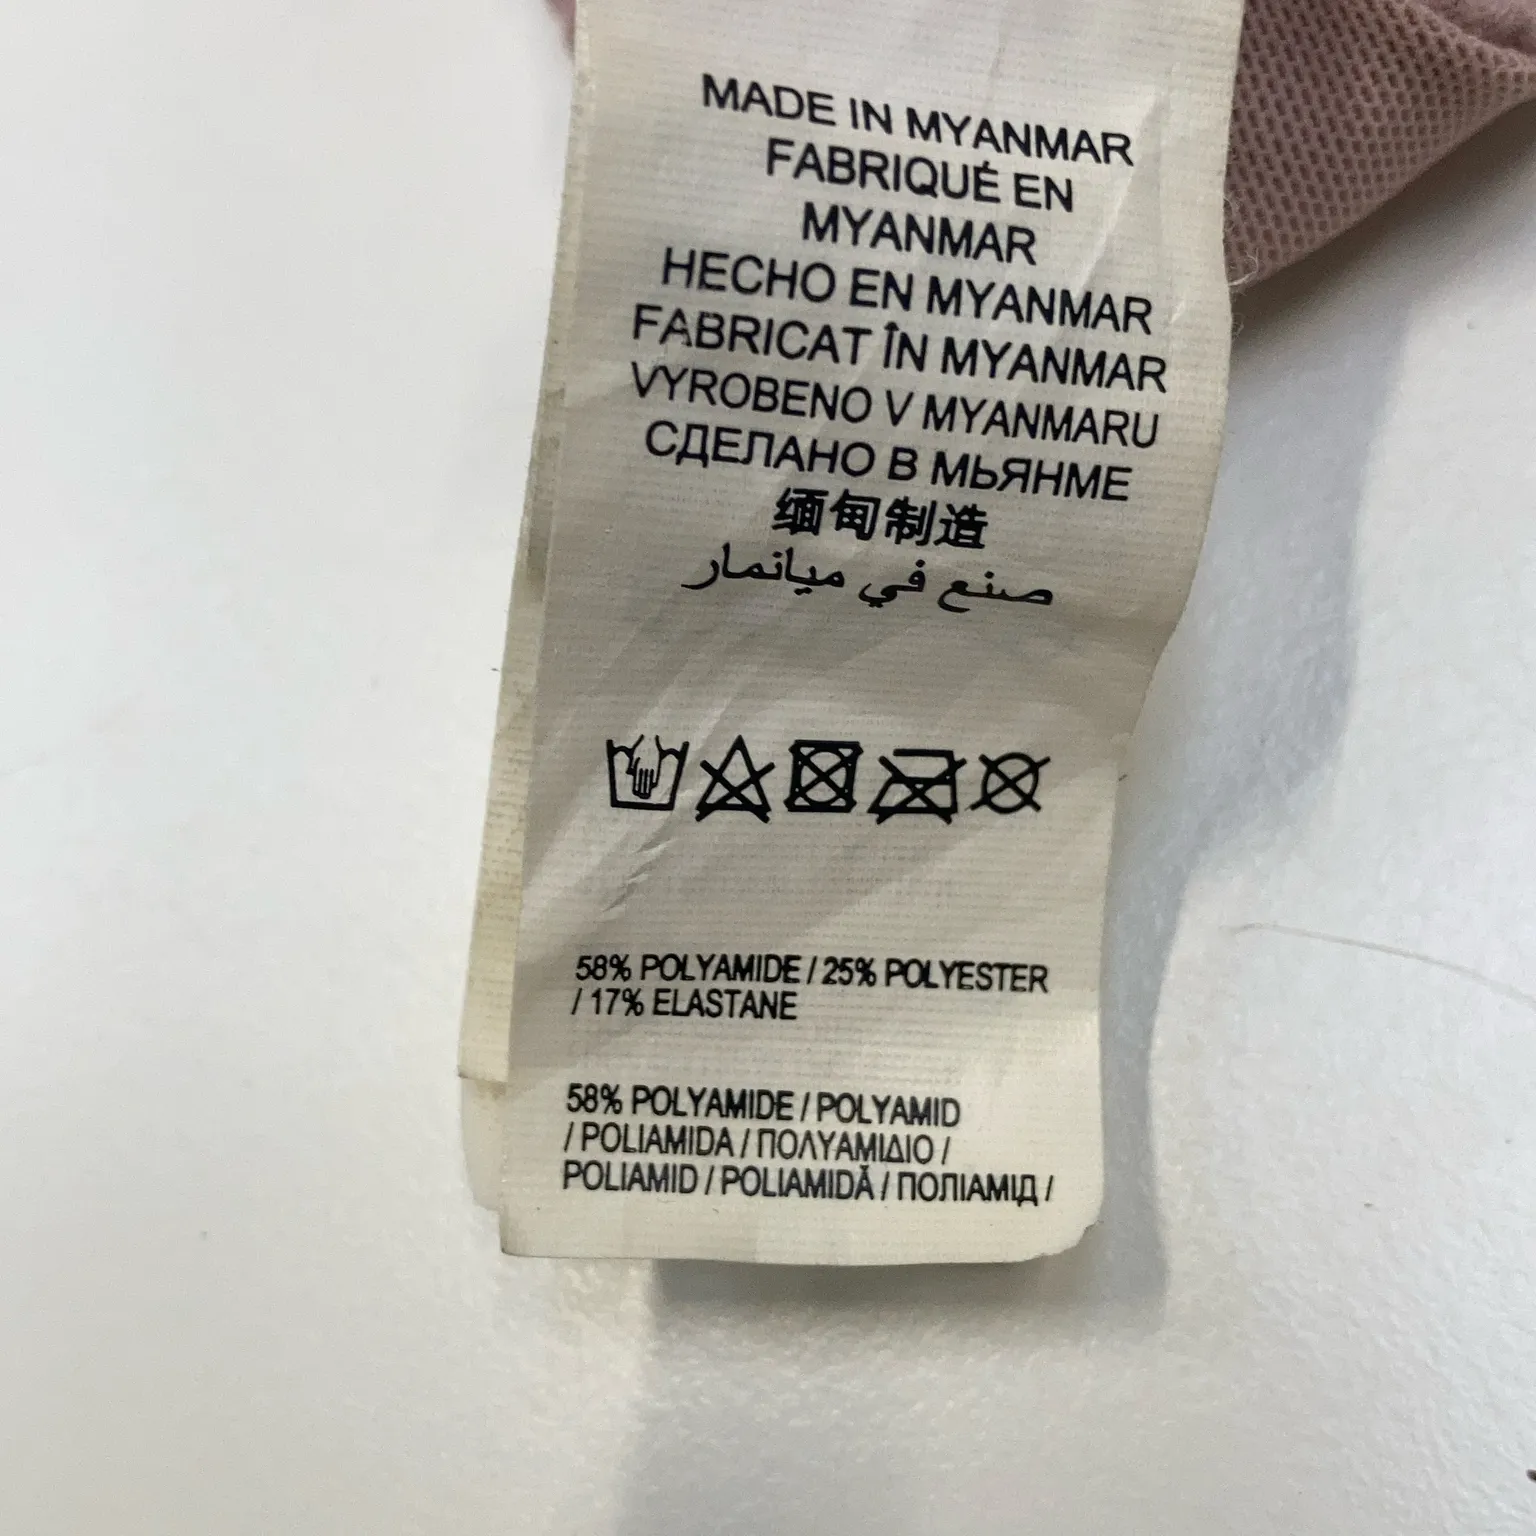 MADE IN MYANMAR
FABRIQUÉ EN
MYANMAR
HECHO EN MYANMAR
FABRICAT ÎN MYANMAR
VYROBENO V MYANMARU
СДЕЛАНО В МЬЯНМЕ
缅甸制造
صنع في ميانمار
58% POLYAMIDE / 25% POLYESTER
/ 17% ELASTANE
58% POLYAMIDE / POLYAMID
/ POLIAMIDA / ΠΟΛΥΑΜΙΔΙΟ /
POLIAMID / POLIAMIDĂ / ПОЛІАМІД /